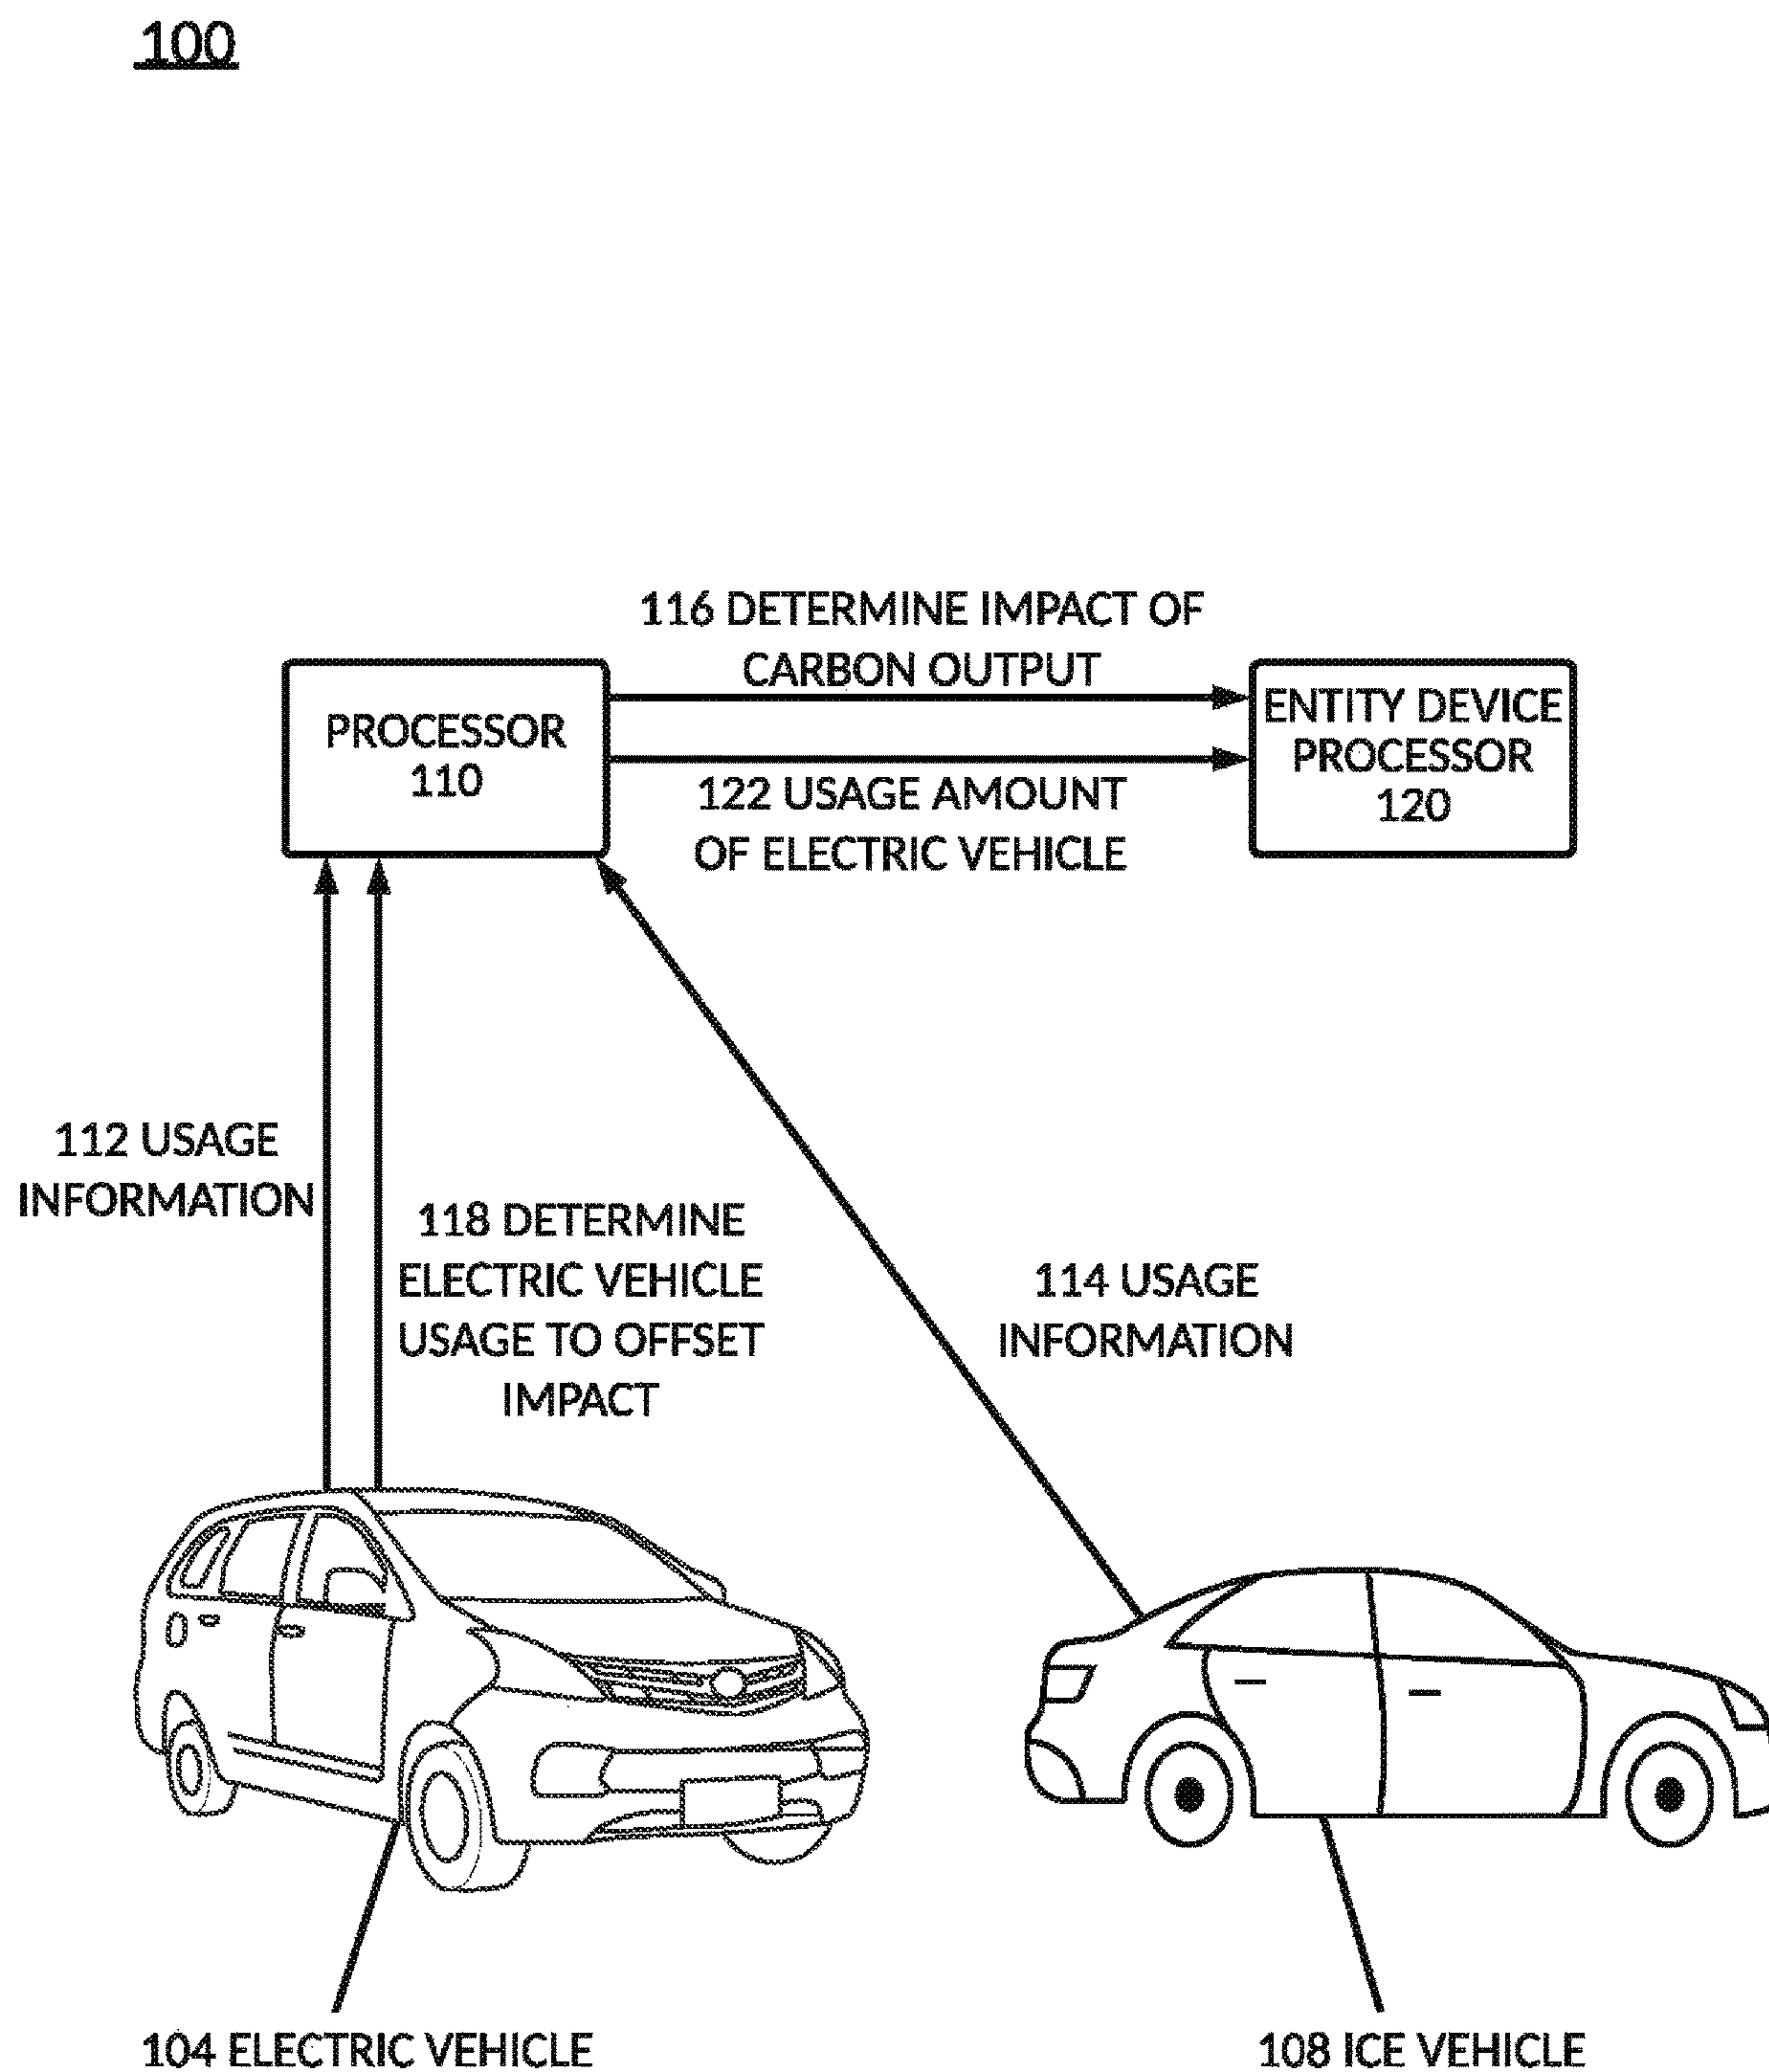 100
116 DETERMINE IMPACT OF
CARBON OUTPUT
PROCESSOR
110
ENTITY DEVICE
PROCESSOR
120
122 USAGE AMOUNT
OF ELECTRIC VEHICLE
112 USAGE
INFORMATION
118 DETERMINE
ELECTRIC VEHICLE
USAGE TO OFFSET
IMPACT
114 USAGE
INFORMATION
104 ELECTRIC VEHICLE
108 ICE VEHICLE